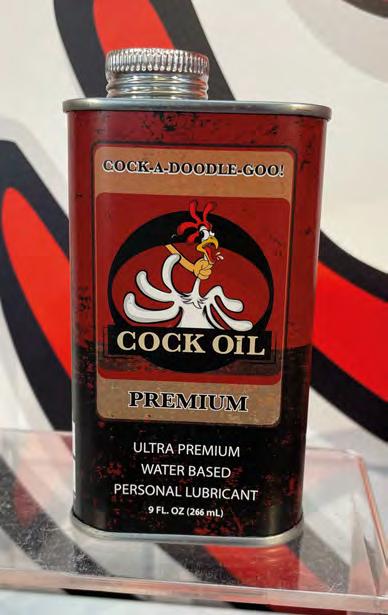 COCK-A-DOODLE-GOO!
COCK OIL
PREMIUM
ULTRA PREMIUM
WATER BASED
PERSONAL LUBRICANT
9 FL. OZ (266 mL)